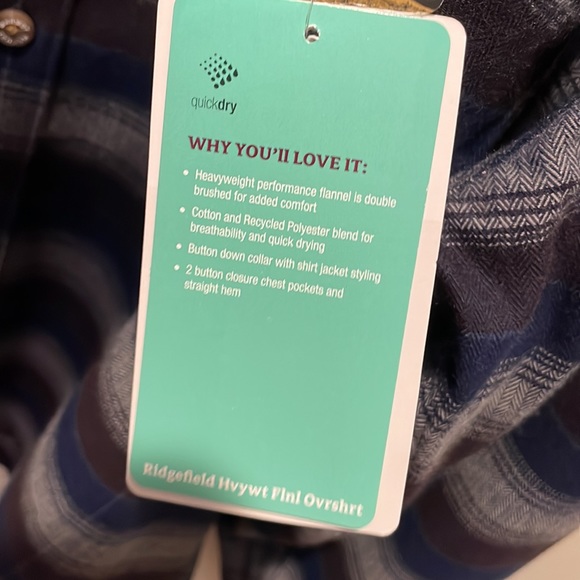 quickdry
WHY YOU'll LOVE IT:
• Heavyweight performance flannel is double
brushed for added comfort
• Cotton and Recycled Polyester blend for
breathability and quick drying
• Button down collar with shirt jacket styling
• 2 button closure chest pockets and
straight hem
Ridgefield Hvywt Flnl Ovrshrt